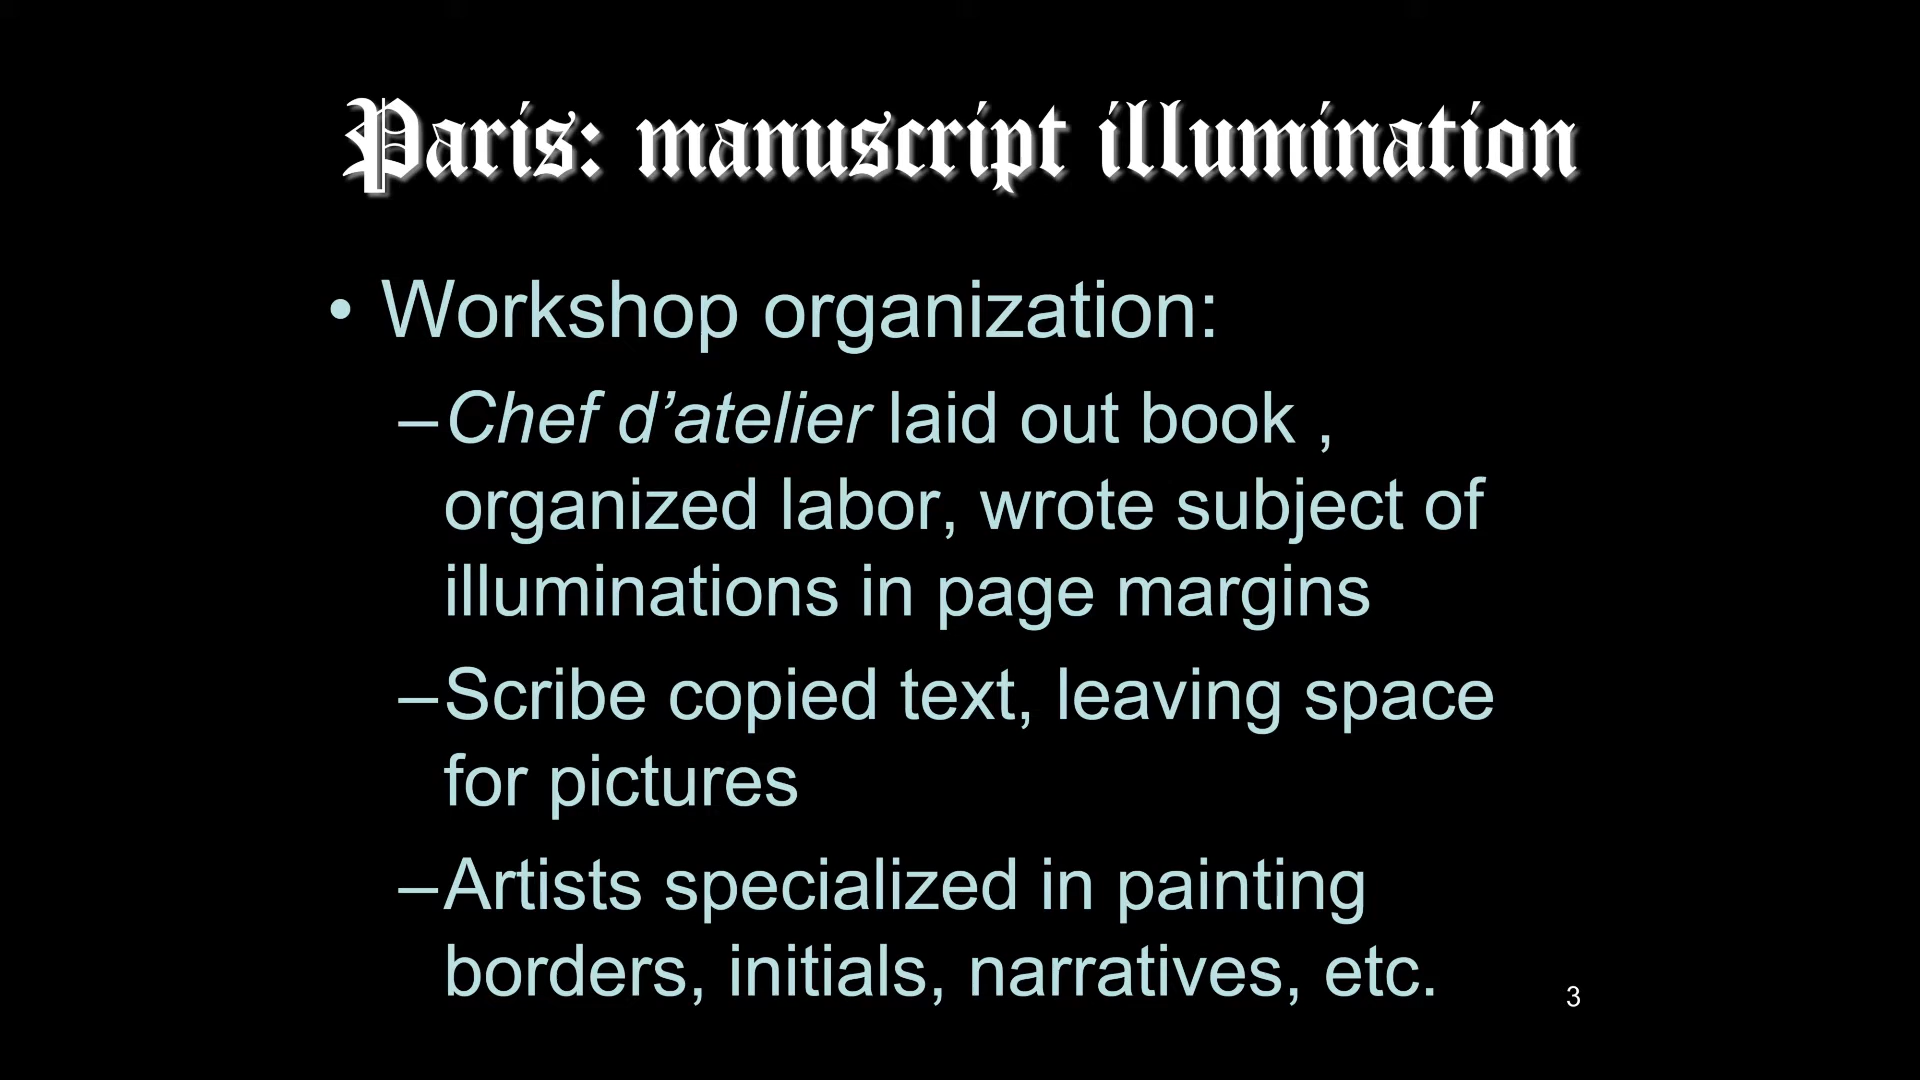 Paris: manuscript illumination
• Workshop organization:
–Chef d’atelier laid out book ,
organized labor, wrote subject of
illuminations in page margins
–Scribe copied text, leaving space
for pictures
–Artists specialized in painting
borders, initials, narratives, etc.
3